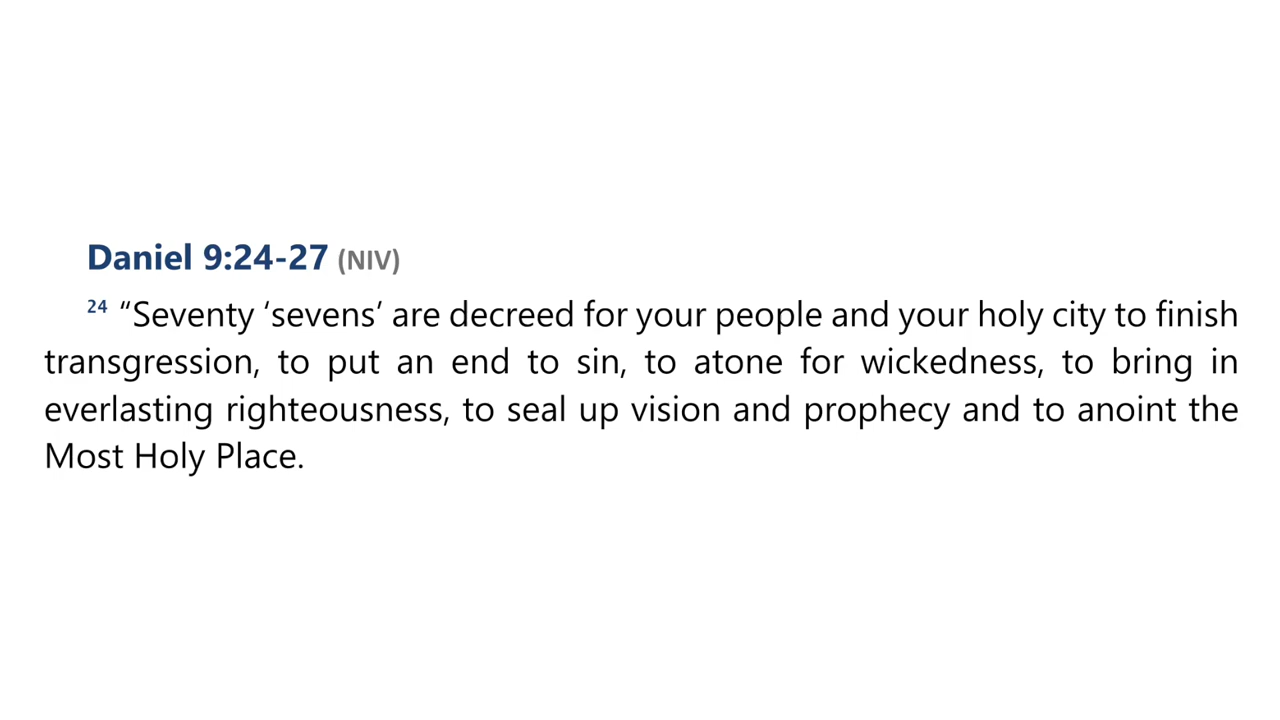 Daniel 9:24-27 (NIV)
24 “Seventy ‘sevens’ are decreed for your people and your holy city to finish
transgression, to put an end to sin, to atone for wickedness, to bring in
everlasting righteousness, to seal up vision and prophecy and to anoint the
Most Holy Place.